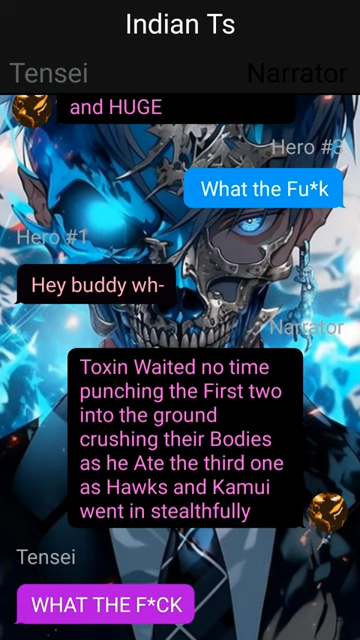 Indian Ts
Tensei
Narrator
and HUGE
Hero #3
What the Fu*k
Hero #1
Hey buddy wh-
Narrator
Toxin Waited no time
punching the First two
into the ground
crushing their Bodies
as he Ate the third one
as Hawks and Kamui
went in stealthfully
Tensei
WHAT THE F*CK